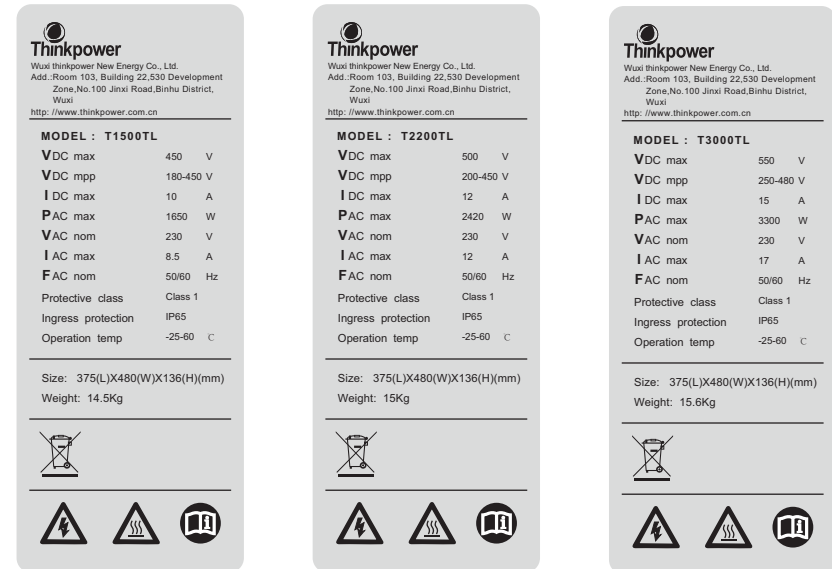 Thinkpower
Wuxi thinkpower New Energy Co., Ltd.
Add.:Room 103, Building 22,530 Development
Zone,No.100 Jinxi Road,Binhu District,
Wuxi
http: //www.thinkpower.com.cn
MODEL : T1500TL
VDC max 450 V
VDC mpp 180-450 V
I DC max 10 A
PAC max 1650 W
VAC nom 230 V
I AC max 8.5 A
FAC nom 50/60 Hz
Protective class Class 1
Ingress protection IP65
Operation temp -25-60 ℃
Size: 375(L)X480(W)X136(H)(mm)
Weight: 14.5Kg
Thinkpower
Wuxi thinkpower New Energy Co., Ltd.
Add.:Room 103, Building 22,530 Development
Zone,No.100 Jinxi Road,Binhu District,
Wuxi
http: //www.thinkpower.com.cn
MODEL : T2200TL
VDC max 500 V
VDC mpp 200-450 V
I DC max 12 A
PAC max 2420 W
VAC nom 230 V
I AC max 12 A
FAC nom 50/60 Hz
Protective class Class 1
Ingress protection IP65
Operation temp -25-60 ℃
Size: 375(L)X480(W)X136(H)(mm)
Weight: 15Kg
Thinkpower
Wuxi thinkpower New Energy Co., Ltd.
Add.:Room 103, Building 22,530 Development
Zone,No.100 Jinxi Road,Binhu District,
Wuxi
http: //www.thinkpower.com.cn
MODEL : T3000TL
VDC max 550 V
VDC mpp 250-480 V
I DC max 15 A
PAC max 3300 W
VAC nom 230 V
I AC max 17 A
FAC nom 50/60 Hz
Protective class Class 1
Ingress protection IP65
Operation temp -25-60 ℃
Size: 375(L)X480(W)X136(H)(mm)
Weight: 15.6Kg